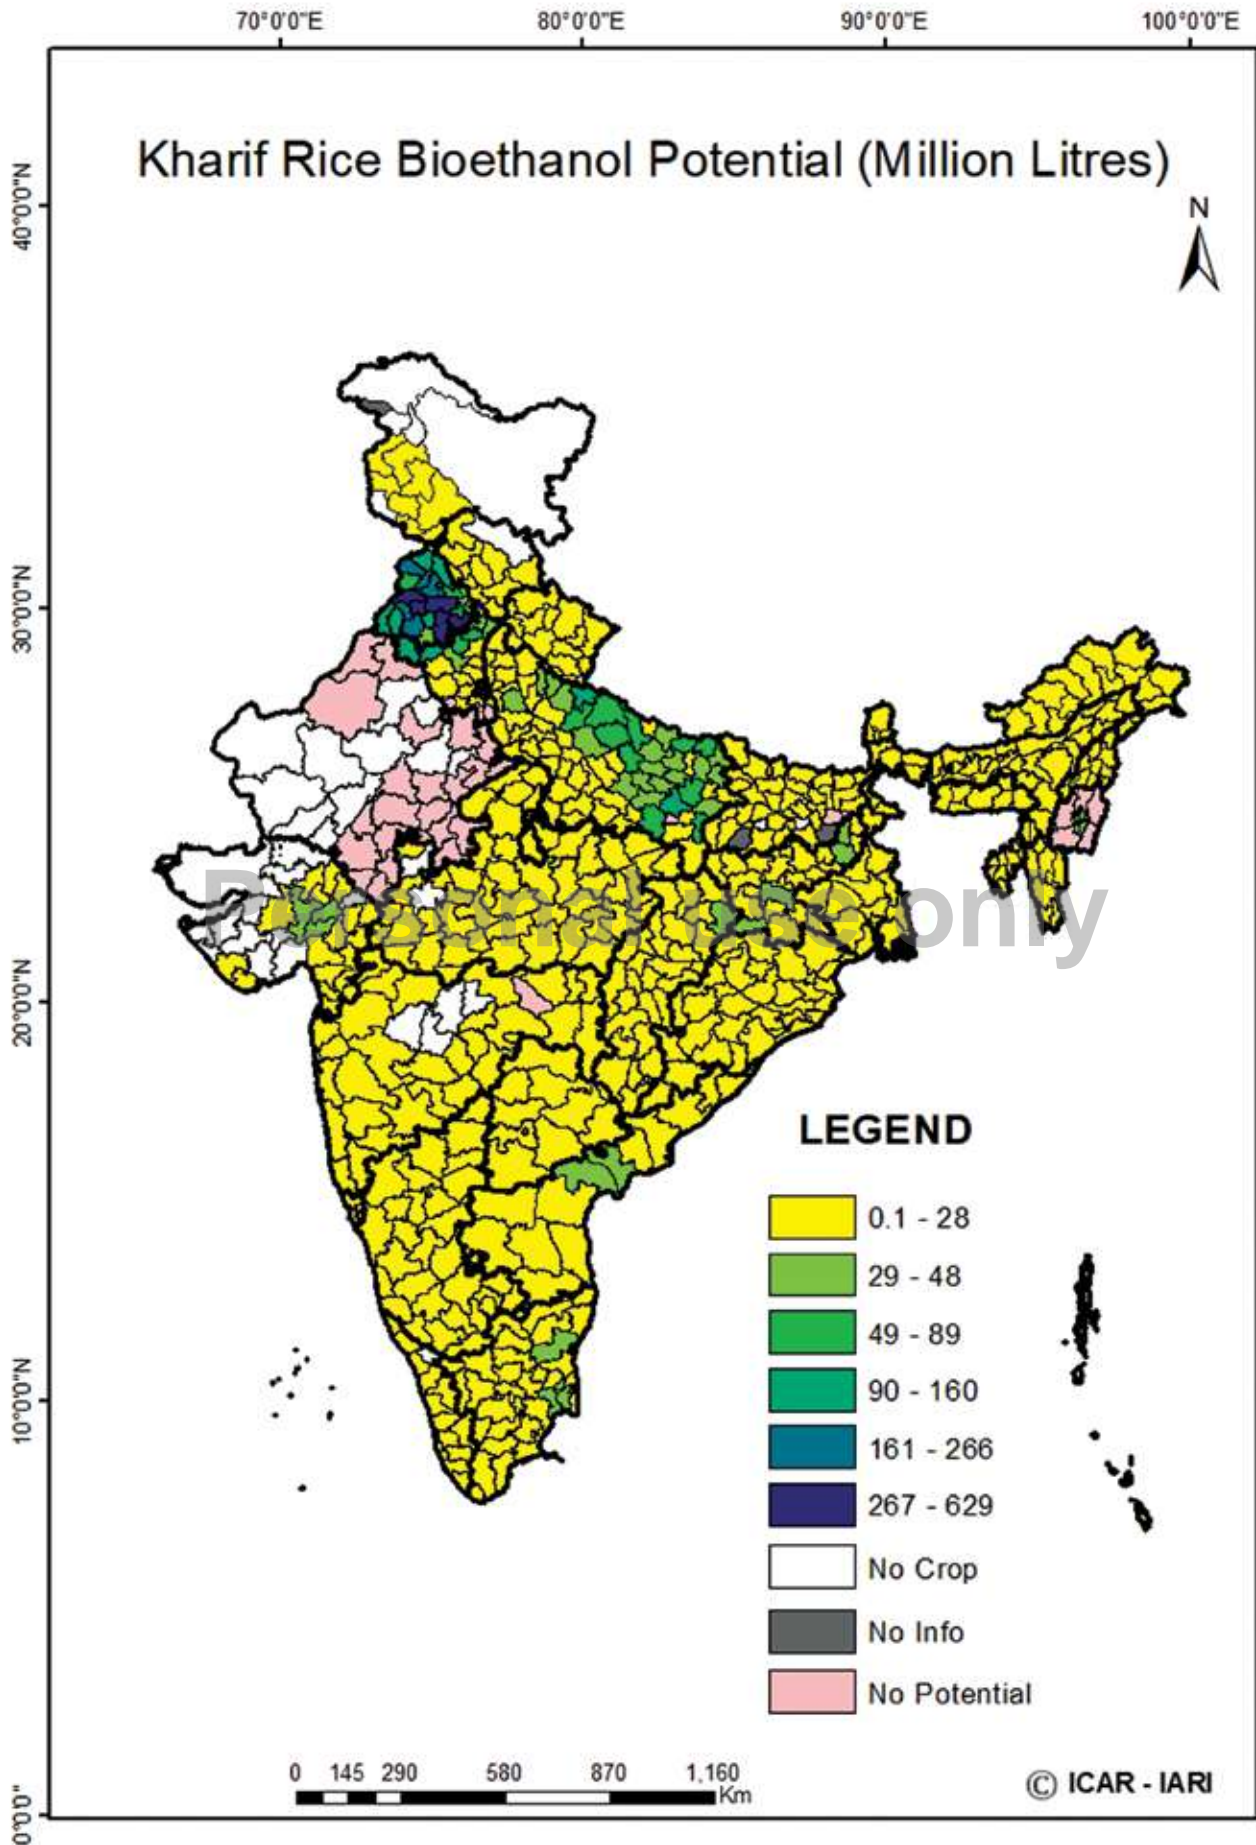 70°0'0"E 80°0'0"E 90°0'0"E 100°0'0"E
Kharif Rice Bioethanol Potential (Million Litres)
N
40°0'0"N
30°0'0"N
20°0'0"N
10°0'0"N
0°0'0"
Personal use only
LEGEND
0.1 - 28
29 - 48
49 - 89
90 - 160
161 - 266
267 - 629
No Crop
No Info
No Potential
0 145 290 580 870 1,160
Km
© ICAR - IARI